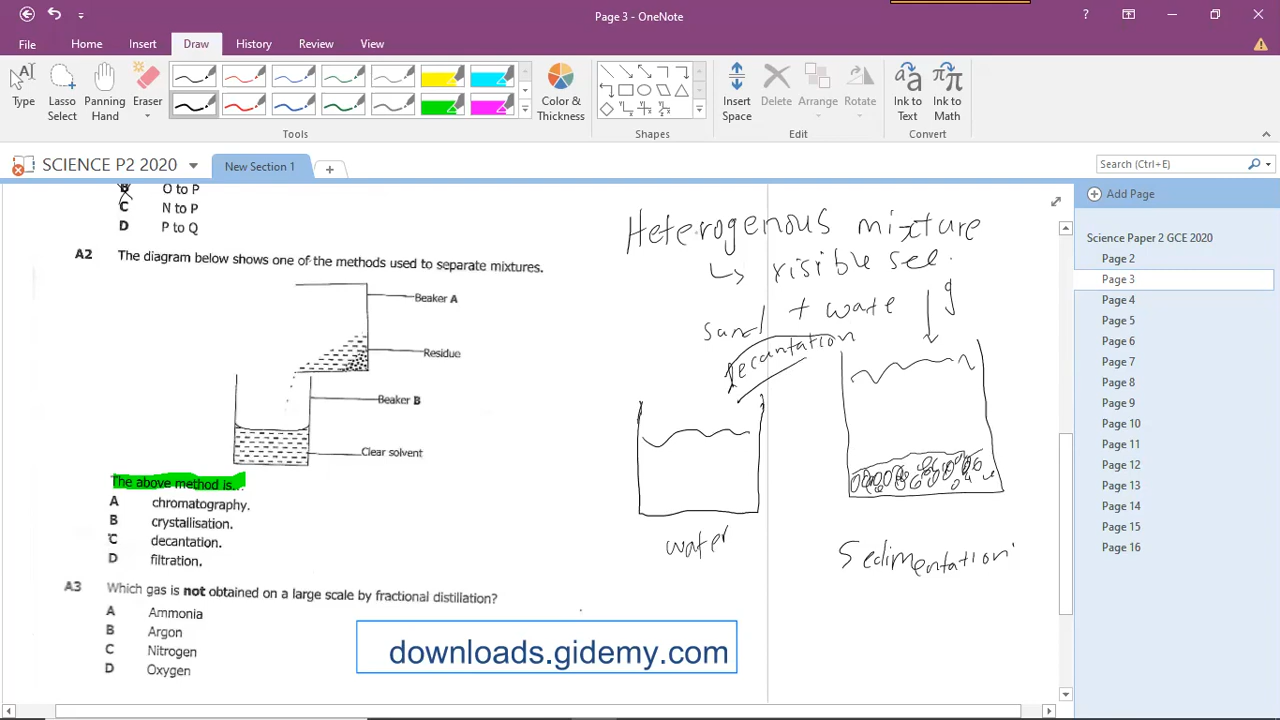 Page 3 - OneNote
File
Home
Insert
Draw
History
Review
View
Type
Lasso Select
Panning Hand
Eraser
Color & Thickness
Insert Space
Delete
Arrange
Rotate
Ink to Text
Ink to Math
Tools
Shapes
Edit
Convert
SCIENCE P2 2020
New Section 1
Search (Ctrl+E)
Add Page
Science Paper 2 GCE 2020
Page 2
Page 3
Page 4
Page 5
Page 6
Page 7
Page 8
Page 9
Page 10
Page 11
Page 12
Page 13
Page 14
Page 15
Page 16
B O to P
C N to P
D P to Q
A2 The diagram below shows one of the methods used to separate mixtures.
Beaker A
Residue
Beaker B
Clear solvent
The above method is...
A chromatography.
B crystallisation.
C decantation.
D filtration.
A3 Which gas is not obtained on a large scale by fractional distillation?
A Ammonia
B Argon
C Nitrogen
D Oxygen
downloads.gidemy.com
Heterogenous mixture
visible sec.
sand + wate
g
Decantation
water
Sedimentation